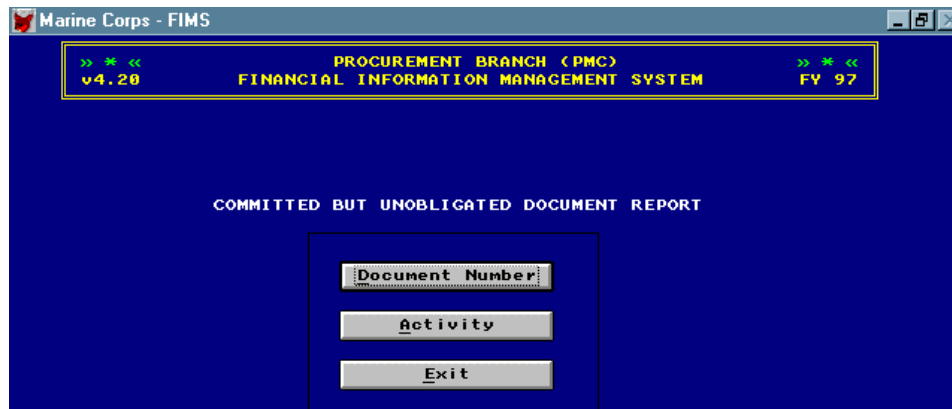 Marine Corps - FIMS
» * « PROCUREMENT BRANCH (PMC) » * «
v4.20 FINANCIAL INFORMATION MANAGEMENT SYSTEM FY 97
COMMITTED BUT UNOBLIGATED DOCUMENT REPORT
Document Number
Activity
Exit